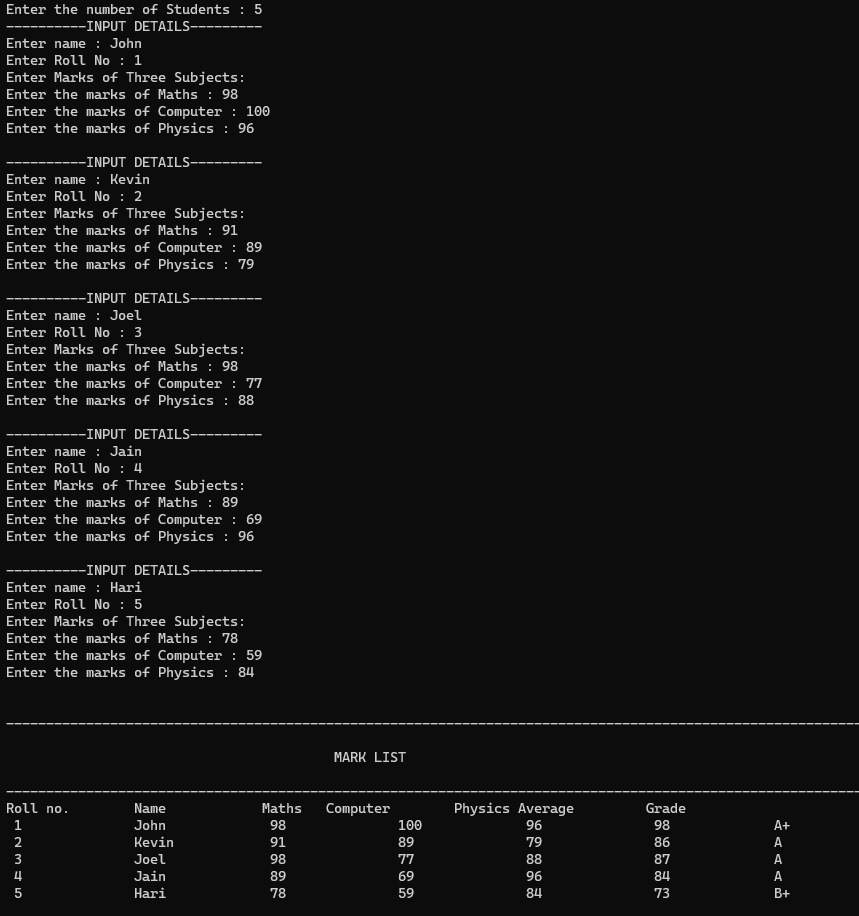 Enter the number of Students : 5
----------INPUT DETAILS---------
Enter name : John
Enter Roll No : 1
Enter Marks of Three Subjects:
Enter the marks of Maths : 98
Enter the marks of Computer : 100
Enter the marks of Physics : 96
----------INPUT DETAILS---------
Enter name : Kevin
Enter Roll No : 2
Enter Marks of Three Subjects:
Enter the marks of Maths : 91
Enter the marks of Computer : 89
Enter the marks of Physics : 79
----------INPUT DETAILS---------
Enter name : Joel
Enter Roll No : 3
Enter Marks of Three Subjects:
Enter the marks of Maths : 98
Enter the marks of Computer : 77
Enter the marks of Physics : 88
----------INPUT DETAILS---------
Enter name : Jain
Enter Roll No : 4
Enter Marks of Three Subjects:
Enter the marks of Maths : 89
Enter the marks of Computer : 69
Enter the marks of Physics : 96
----------INPUT DETAILS---------
Enter name : Hari
Enter Roll No : 5
Enter Marks of Three Subjects:
Enter the marks of Maths : 78
Enter the marks of Computer : 59
Enter the marks of Physics : 84
-----------------------------------------------------------------------------------------------------------
MARK LIST
-----------------------------------------------------------------------------------------------------------
Roll no. Name Maths Computer Physics Average Grade
1 John 98 100 96 98 A+
2 Kevin 91 89 79 86 A
3 Joel 98 77 88 87 A
4 Jain 89 69 96 84 A
5 Hari 78 59 84 73 B+